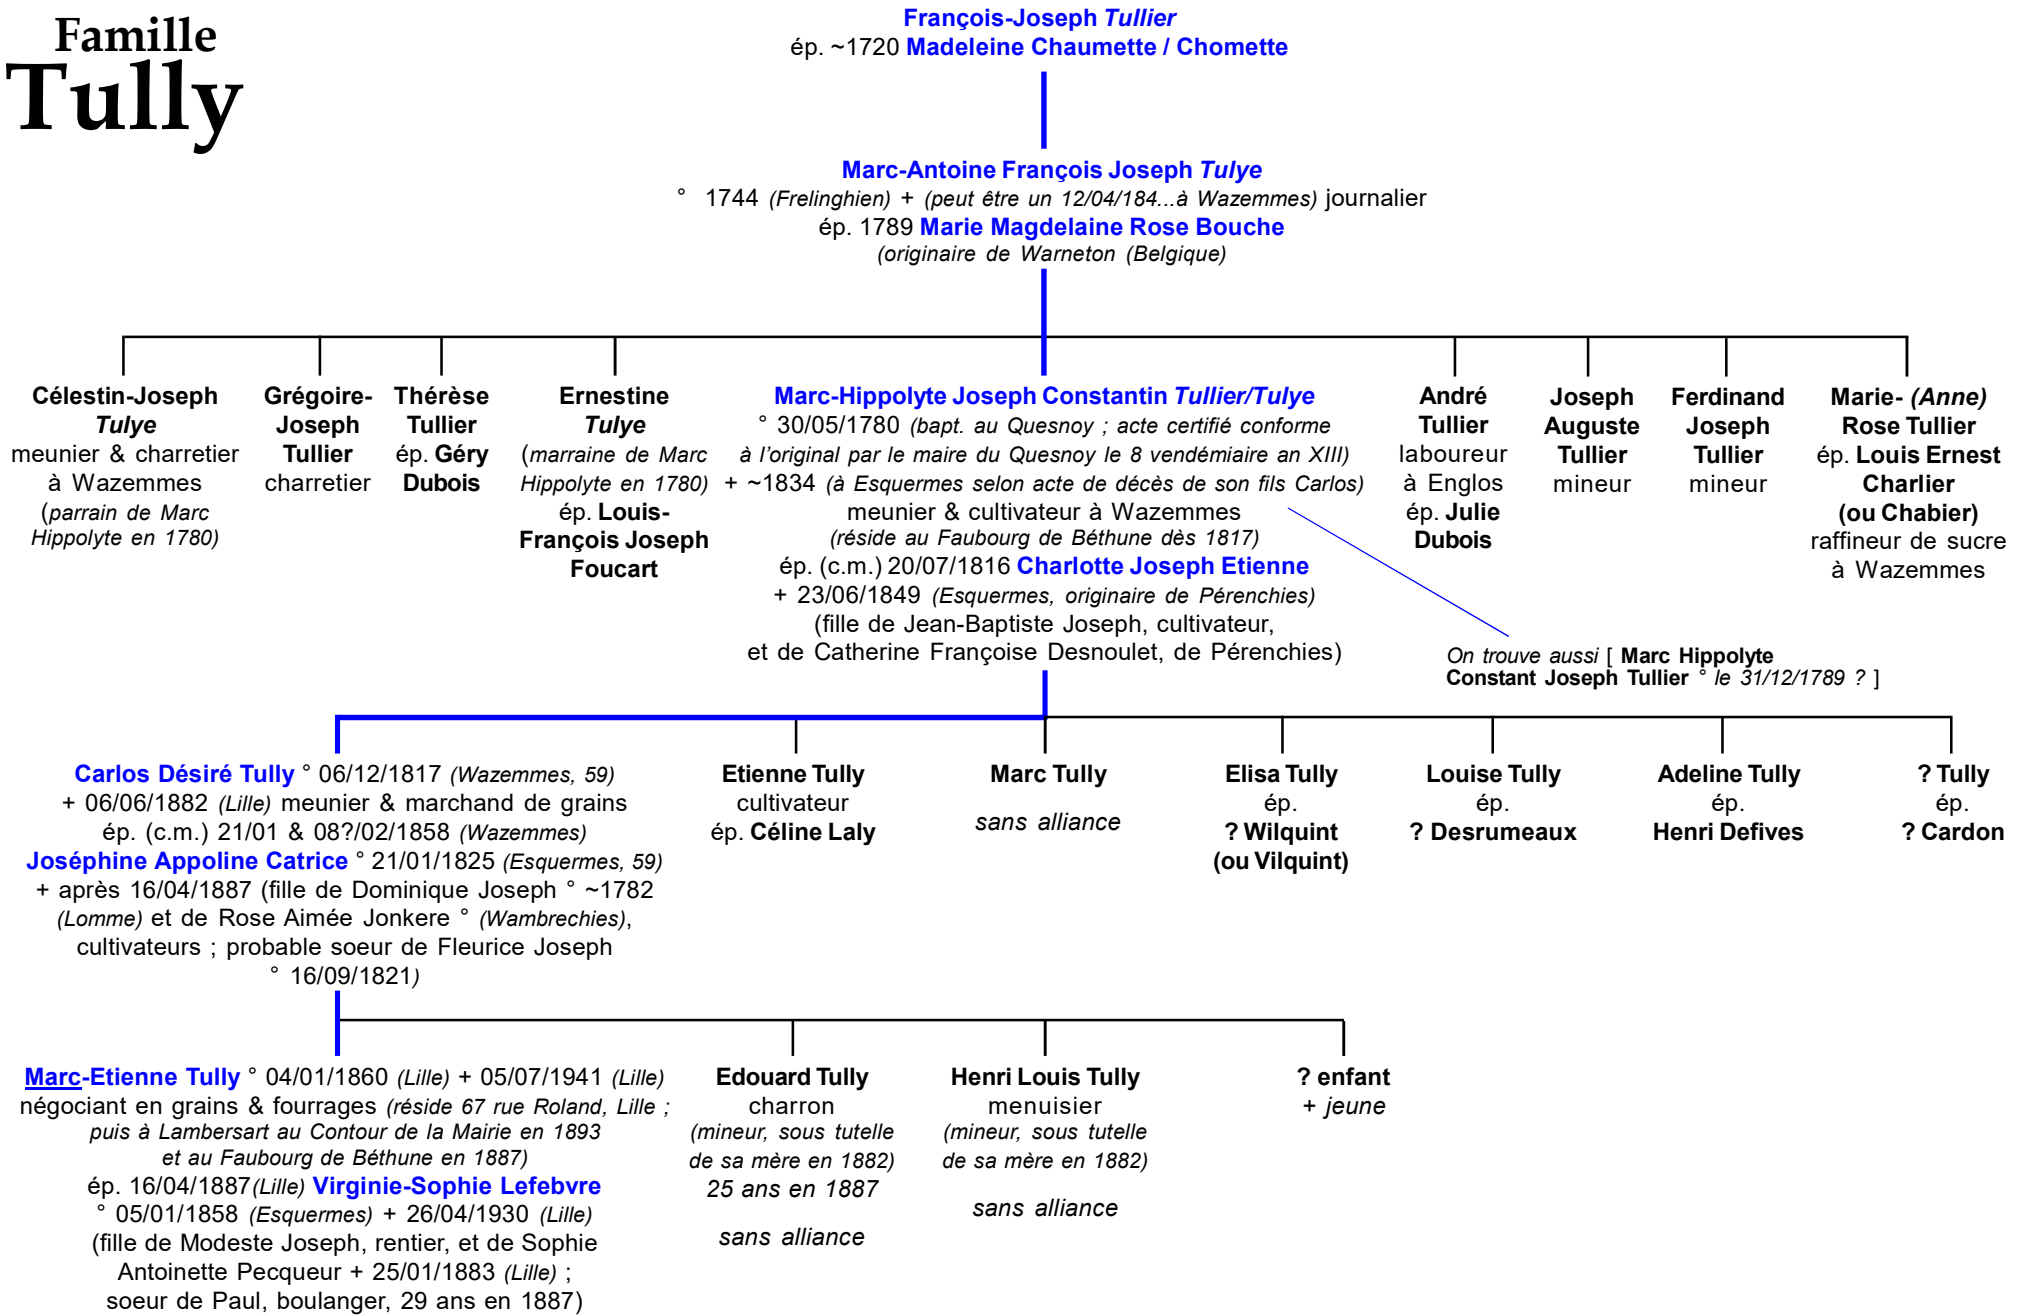 Famille
Tully
François-Joseph Tullier
ép. ~1720 Madeleine Chaumette / Chomette
Marc-Antoine François Joseph Tulye
° 1744 (Frelinghien) + (peut être un 12/04/184...à Wazemmes) journalier
ép. 1789 Marie Magdelaine Rose Bouche
(originaire de Warneton (Belgique)
Célestin-Joseph
Tulye
meunier & charretier
à Wazemmes
(parrain de Marc
Hippolyte en 1780)
Grégoire-
Joseph
Tullier
charretier
Thérèse
Tullier
ép. Géry
Dubois
Ernestine
Tulye
(marraine de Marc
Hippolyte en 1780)
ép. Louis-
François Joseph
Foucart
Marc-Hippolyte Joseph Constantin Tullier/Tulye
° 30/05/1780 (bapt. au Quesnoy ; acte certifié conforme
à l'original par le maire du Quesnoy le 8 vendémiaire an XIII)
+ ~1834 (à Esquermes selon acte de décès de son fils Carlos)
meunier & cultivateur à Wazemmes
(réside au Faubourg de Béthune dès 1817)
ép. (c.m.) 20/07/1816 Charlotte Joseph Etienne
+ 23/06/1849 (Esquermes, originaire de Pérenchies)
(fille de Jean-Baptiste Joseph, cultivateur,
et de Catherine Françoise Desnoulet, de Pérenchies)
André
Tullier
laboureur
à Englos
ép. Julie
Dubois
Joseph
Auguste
Tullier
mineur
Ferdinand
Joseph
Tullier
mineur
Marie- (Anne)
Rose Tullier
ép. Louis Ernest
Charlier
(ou Chabier)
raffineur de sucre
à Wazemmes
On trouve aussi [ Marc Hippolyte
Constant Joseph Tullier ° le 31/12/1789 ? ]
Carlos Désiré Tully ° 06/12/1817 (Wazemmes, 59)
+ 06/06/1882 (Lille) meunier & marchand de grains
ép. (c.m.) 21/01 & 08?/02/1858 (Wazemmes)
Joséphine Appoline Catrice ° 21/01/1825 (Esquermes, 59)
+ après 16/04/1887 (fille de Dominique Joseph ° ~1782
(Lomme) et de Rose Aimée Jonkere ° (Wambrechies),
cultivateurs ; probable soeur de Fleurice Joseph
° 16/09/1821)
Etienne Tully
cultivateur
ép. Céline Laly
Marc Tully
sans alliance
Elisa Tully
ép.
? Wilquint
(ou Vilquint)
Louise Tully
ép.
? Desrumeaux
Adeline Tully
ép.
Henri Defives
? Tully
ép.
? Cardon
Marc-Etienne Tully ° 04/01/1860 (Lille) + 05/07/1941 (Lille)
négociant en grains & fourrages (réside 67 rue Roland, Lille ;
puis à Lambersart au Contour de la Mairie en 1893
et au Faubourg de Béthune en 1887)
ép. 16/04/1887(Lille) Virginie-Sophie Lefebvre
° 05/01/1858 (Esquermes) + 26/04/1930 (Lille)
(fille de Modeste Joseph, rentier, et de Sophie
Antoinette Pecqueur + 25/01/1883 (Lille) ;
soeur de Paul, boulanger, 29 ans en 1887)
Edouard Tully
charron
(mineur, sous tutelle
de sa mère en 1882)
25 ans en 1887
sans alliance
Henri Louis Tully
menuisier
(mineur, sous tutelle
de sa mère en 1882)
sans alliance
? enfant
+ jeune